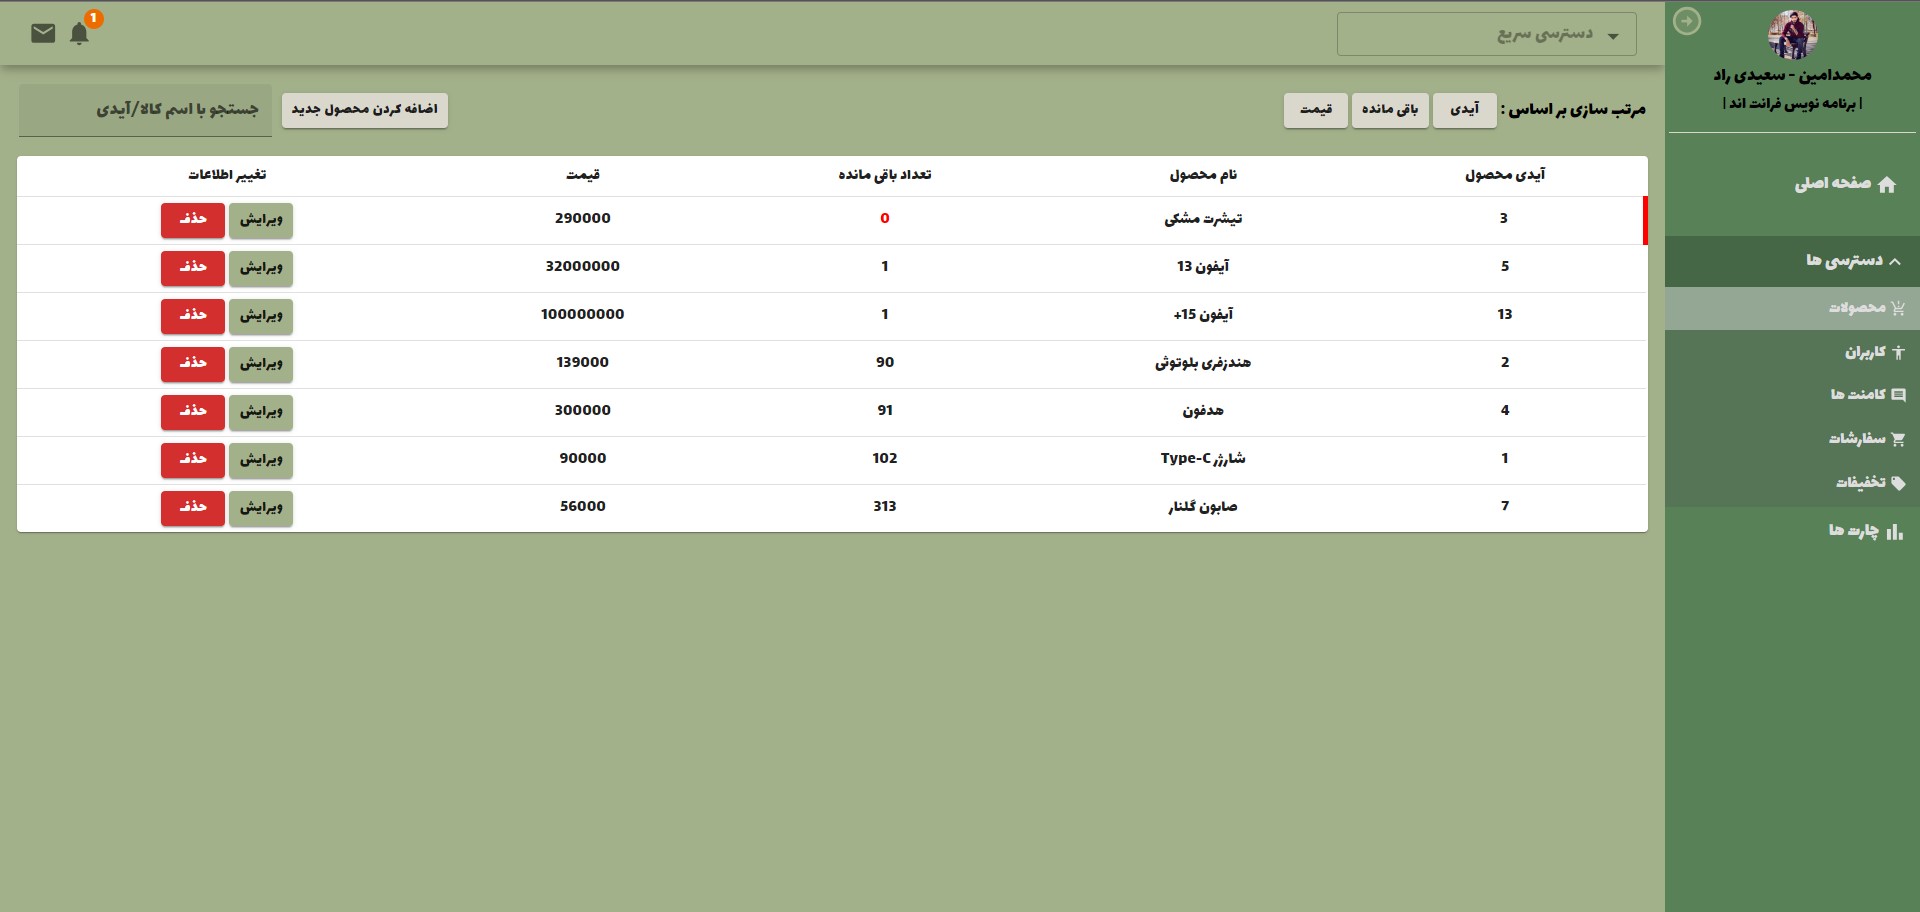 محمدامین - سعیدی راد
| برنامه نویس فرانت اند |
صفحه اصلی
دسترسی ها
محصولات
کاربران
کامنت ها
سفارشات
تخفیفات
چارت ها
دسترسی سریع
1
مرتب سازی بر اساس : آیدی باقی مانده قیمت
اضافه کردن محصول جدید
جستجو با اسم کالا/آیدی
آیدی محصول نام محصول تعداد باقی مانده قیمت تغییر اطلاعات
3 تیشرت مشکی 0 290000 ویرایش حذف
5 آیفون 13 1 32000000 ویرایش حذف
13 آیفون 15+ 1 100000000 ویرایش حذف
2 هندزفری بلوتوثی 90 139000 ویرایش حذف
4 هدفون 91 300000 ویرایش حذف
1 شارژر Type-C 102 90000 ویرایش حذف
7 صابون گلنار 313 56000 ویرایش حذف